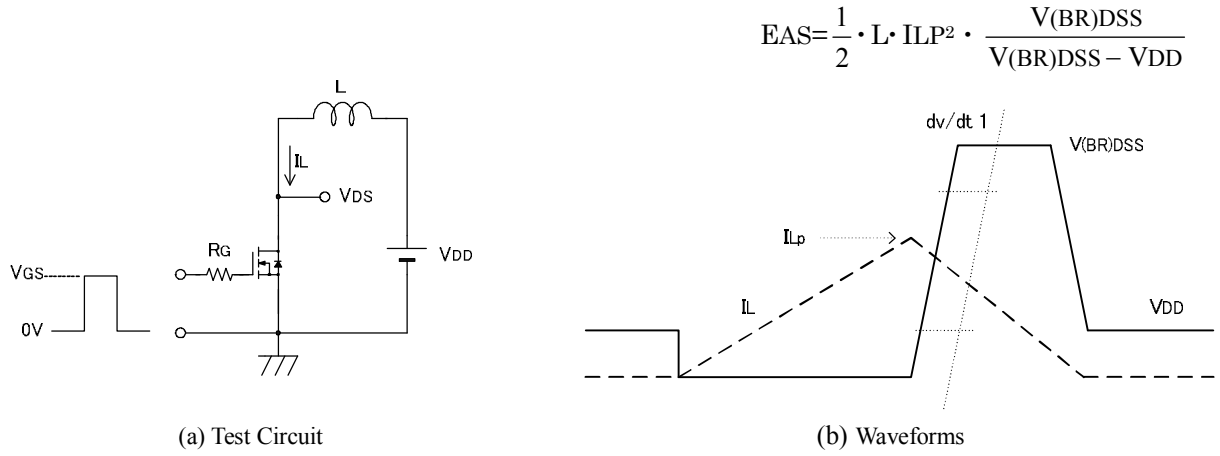 EAS=1/2・L・ILP²・V(BR)DSS/V(BR)DSS – VDD
L
IL
VDS
RG
VDD
VGS
0V
(a) Test Circuit
dv/dt 1
V(BR)DSS
ILp
IL
VDD
(b) Waveforms